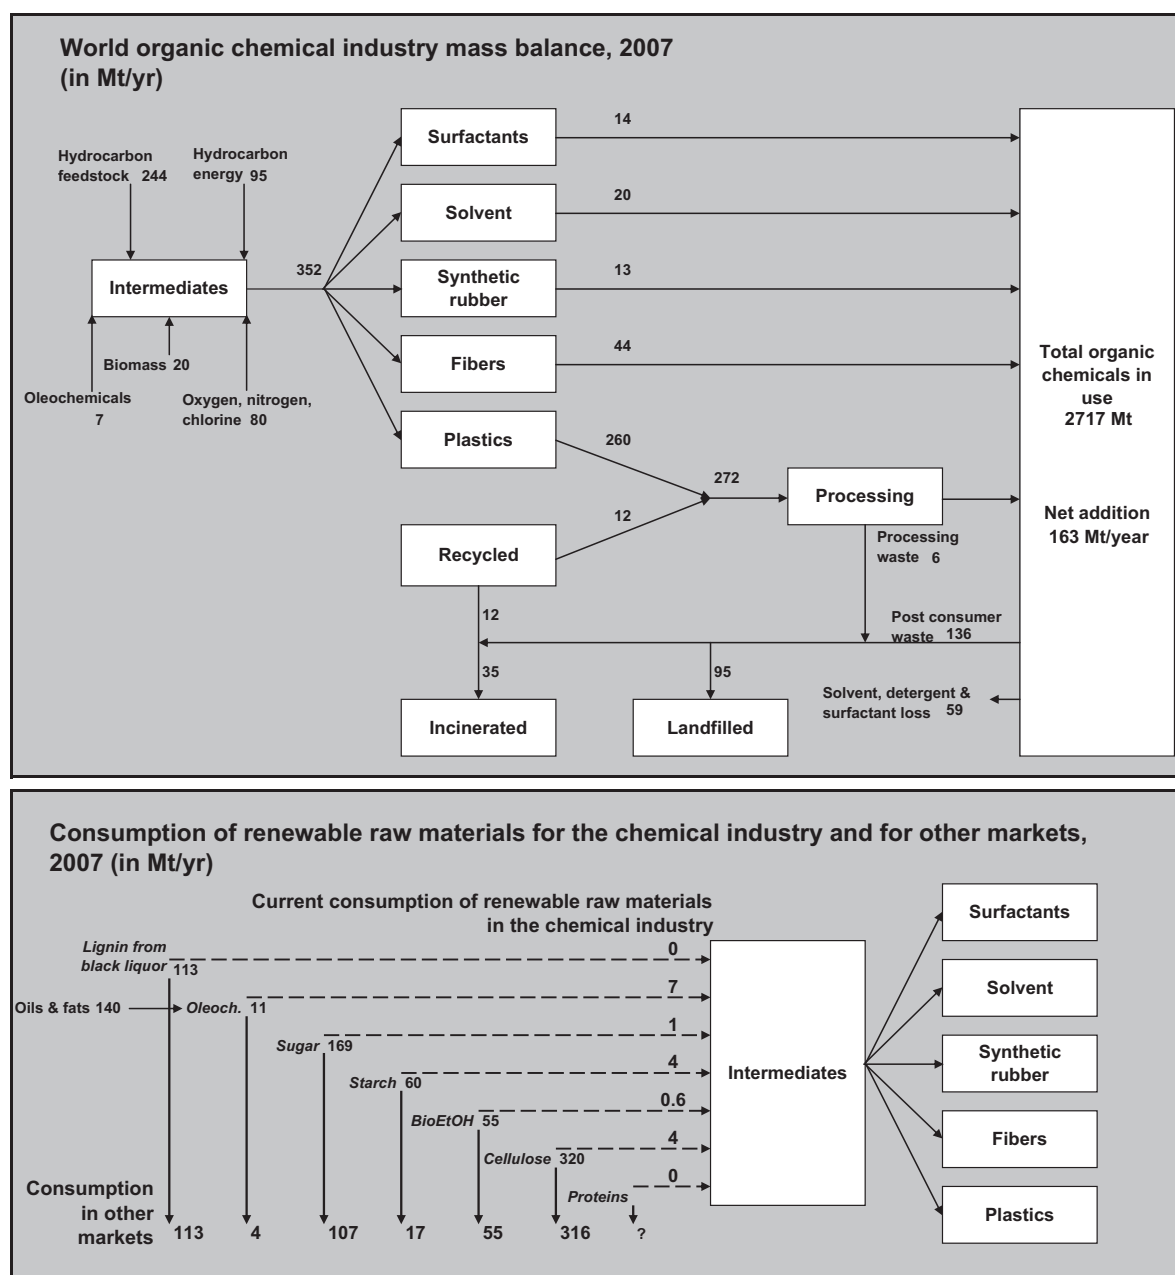 World organic chemical industry mass balance, 2007
(in Mt/yr)
Surfactants
14
Hydrocarbon
feedstock 244
Hydrocarbon
energy 95
Solvent
20
Intermediates
352
Synthetic
rubber
13
Biomass 20
Oleochemicals
7
Oxygen, nitrogen,
chlorine 80
Fibers
44
Total organic
chemicals in
use
2717 Mt
Plastics
260
272
Processing
Net addition
163 Mt/year
12
Recycled
Processing
waste 6
12
Post consumer
waste 136
35
95
Solvent, detergent &
surfactant loss 59
Incinerated
Landfilled
Consumption of renewable raw materials for the chemical industry and for other markets,
2007 (in Mt/yr)
Current consumption of renewable raw materials
in the chemical industry
Lignin from
black liquor 113
0
Oils & fats 140
Oleoch. 11
7
Sugar 169
1
Starch 60
4
BioEtOH 55
0.6
Cellulose 320
4
Proteins
0
Intermediates
Surfactants
Solvent
Synthetic
rubber
Fibers
Plastics
Consumption
in other
markets
113
4
107
17
55
316
?